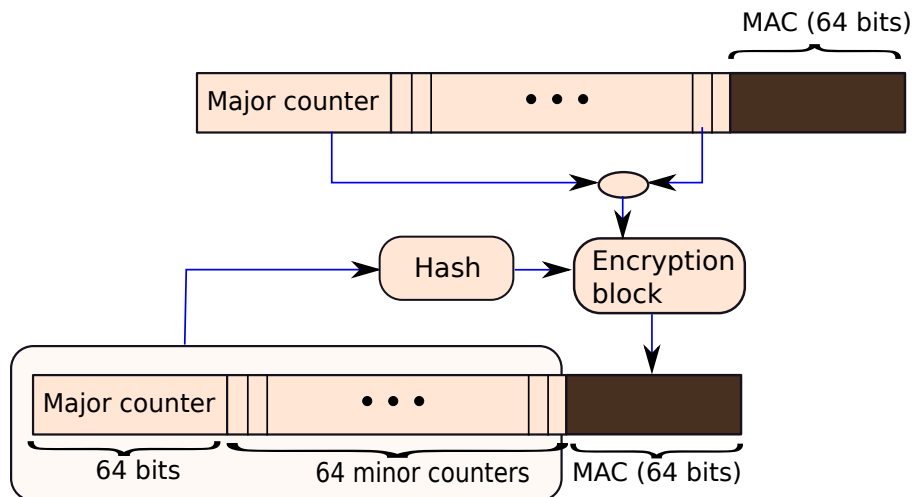 MAC (64 bits)
Major counter
Hash
Encryption
block
Major counter
64 bits
64 minor counters
MAC (64 bits)